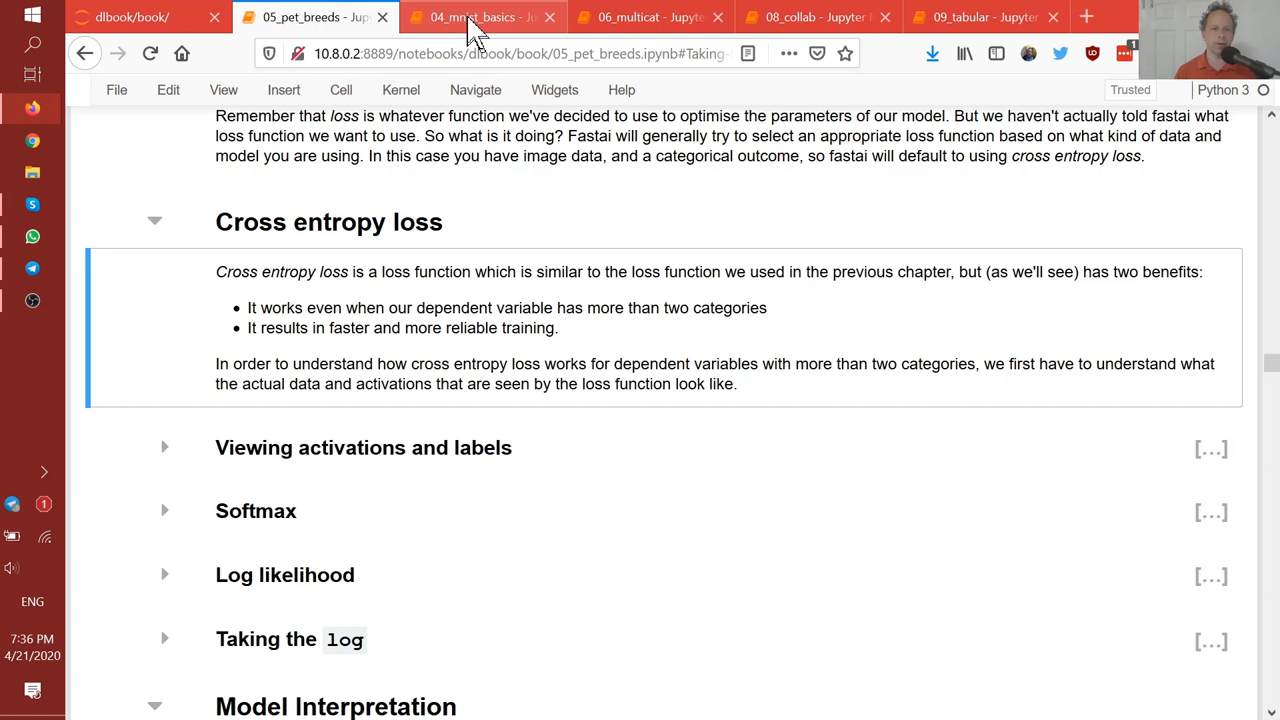 dlbook/book/
05_pet_breeds - Jup
04_mnist_basics - Ju
06_multicat - Jupyte
08_collab - Jupyter
09_tabular - Jupyte
10.8.0.2:8889/notebooks/dlbook/book/05_pet_breeds.ipynb#Taking-
1
File Edit View Insert Cell Kernel Navigate Widgets Help Trusted Python 3
Remember that loss is whatever function we've decided to use to optimise the parameters of our model. But we haven't actually told fastai what
loss function we want to use. So what is it doing? Fastai will generally try to select an appropriate loss function based on what kind of data and
model you are using. In this case you have image data, and a categorical outcome, so fastai will default to using cross entropy loss.
Cross entropy loss
Cross entropy loss is a loss function which is similar to the loss function we used in the previous chapter, but (as we'll see) has two benefits:
• It works even when our dependent variable has more than two categories
• It results in faster and more reliable training.
In order to understand how cross entropy loss works for dependent variables with more than two categories, we first have to understand what
the actual data and activations that are seen by the loss function look like.
Viewing activations and labels [...]
Softmax [...]
Log likelihood [...]
Taking the log [...]
Model Interpretation
1
ENG
7:36 PM
4/21/2020